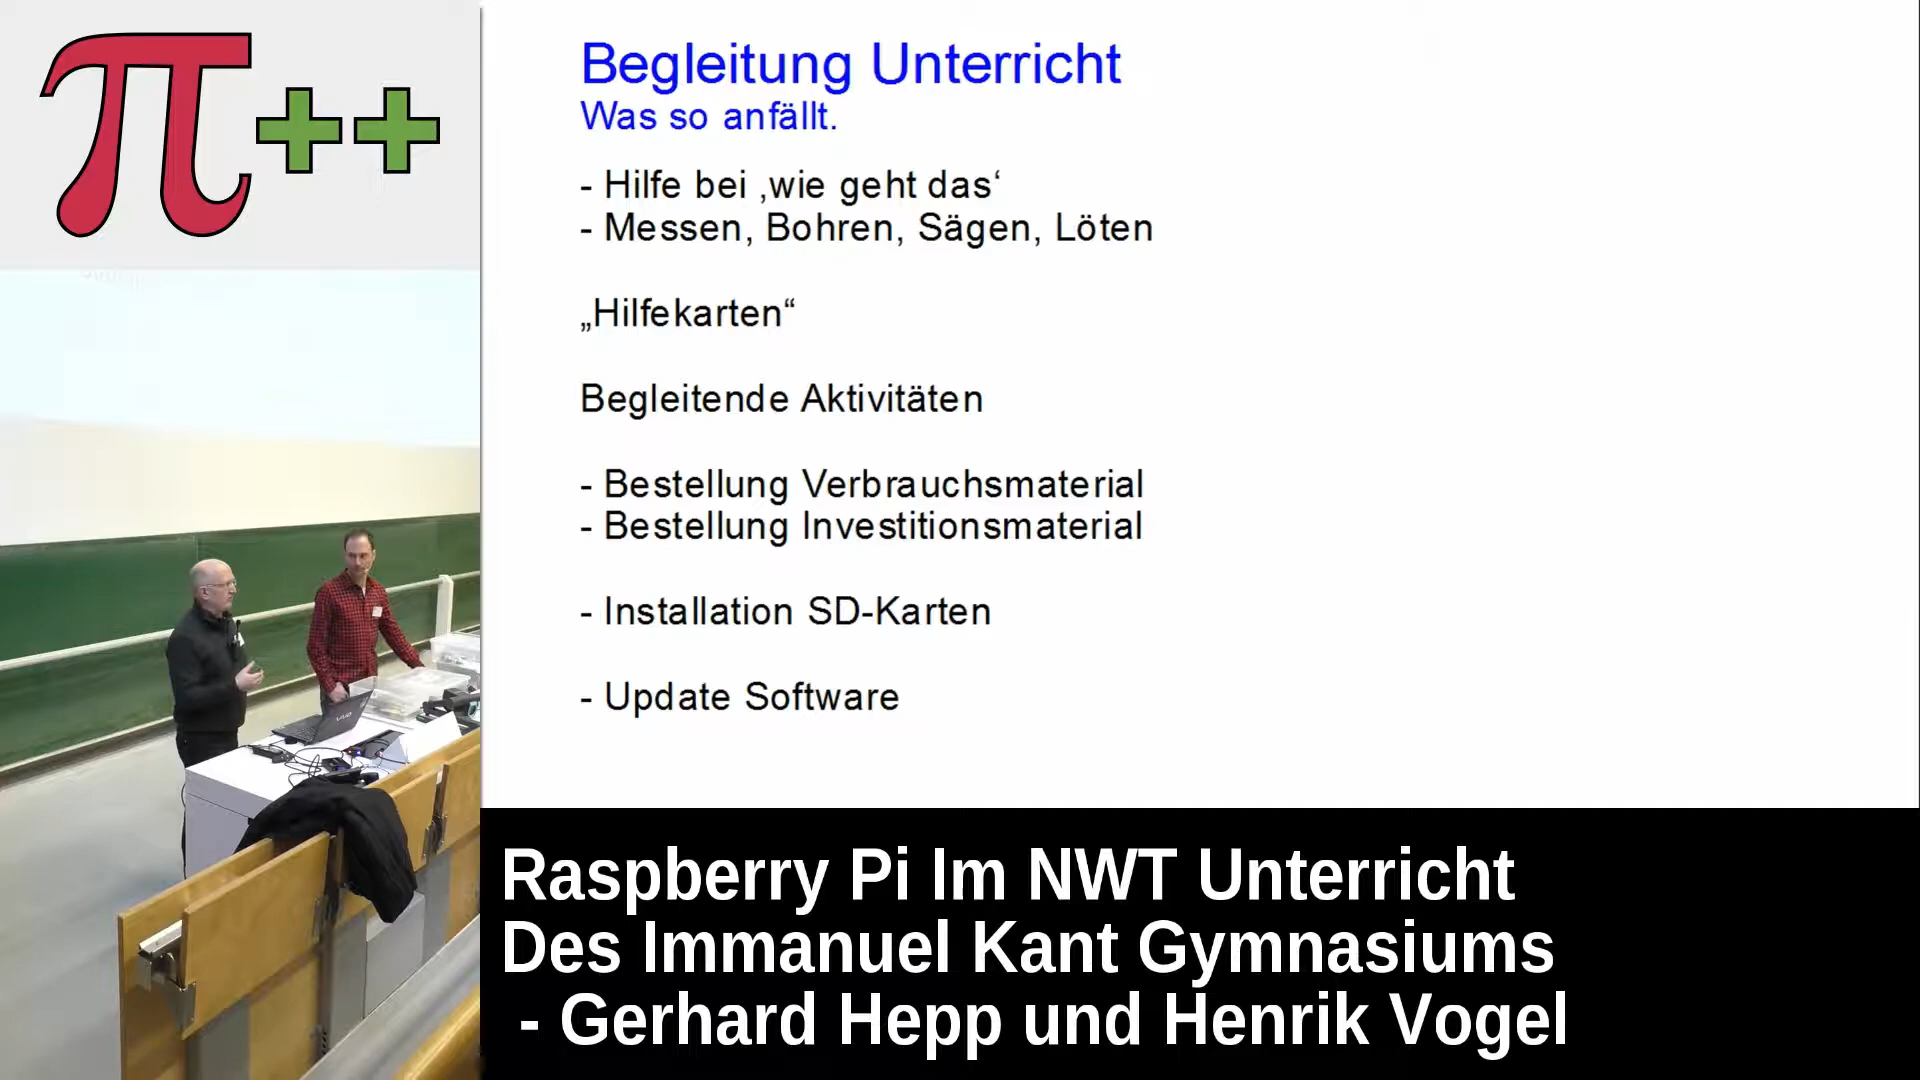 π++
Begleitung Unterricht
Was so anfällt.
- Hilfe bei ‚wie geht das‘
- Messen, Bohren, Sägen, Löten
„Hilfekarten“
Begleitende Aktivitäten
- Bestellung Verbrauchsmaterial
- Bestellung Investitionsmaterial
- Installation SD-Karten
- Update Software
VAIO
Raspberry Pi Im NWT Unterricht
Des Immanuel Kant Gymnasiums
- Gerhard Hepp und Henrik Vogel